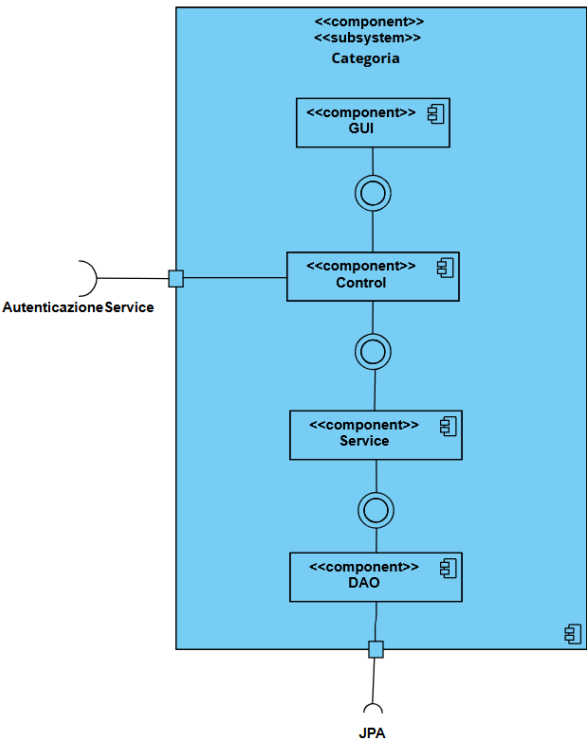 <<component>>
<<subsystem>>
Categoria
<<component>>
GUI
<<component>>
Control
AutenticazioneService
<<component>>
Service
<<component>>
DAO
JPA